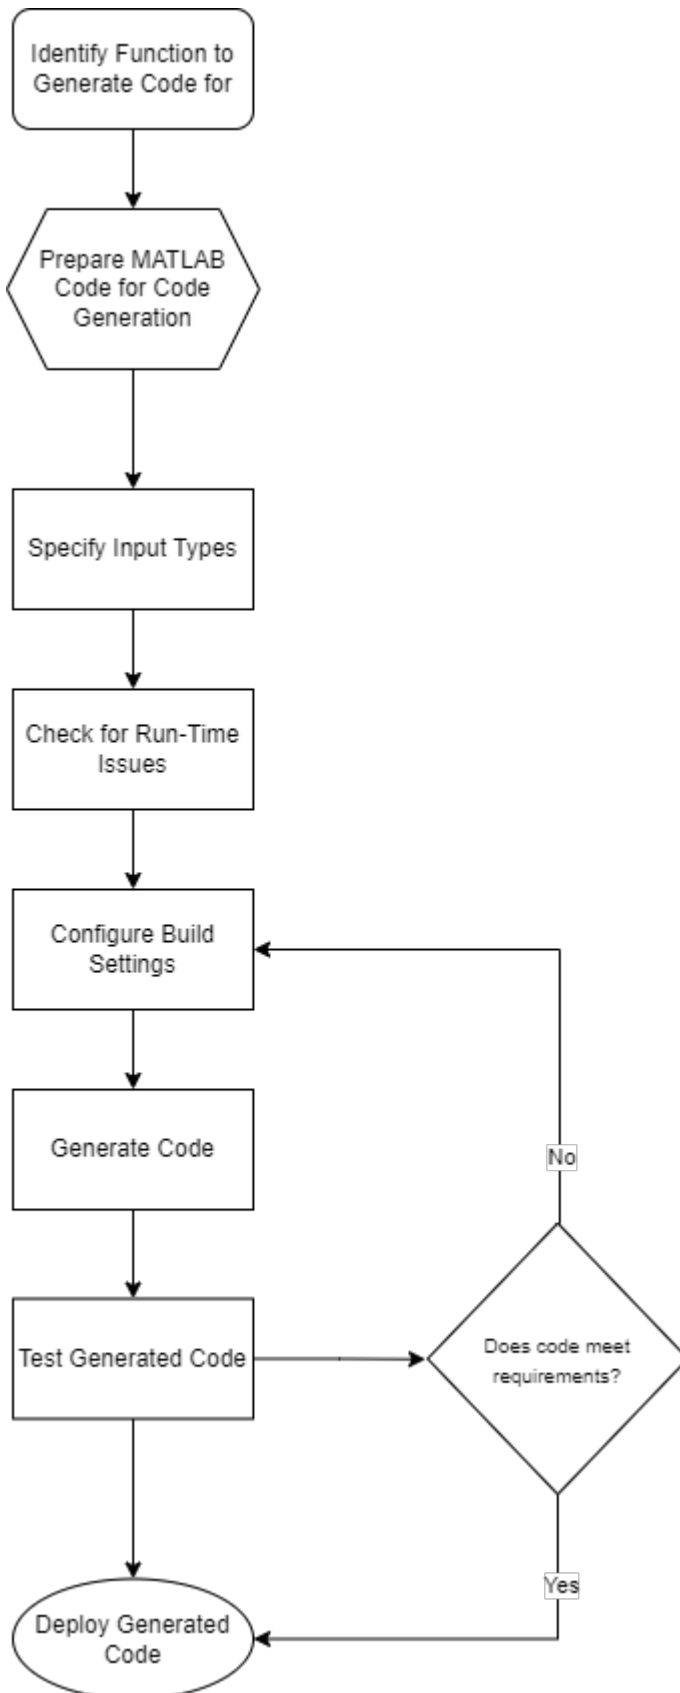 Identify Function to
Generate Code for
Prepare MATLAB
Code for Code
Generation
Specify Input Types
Check for Run-Time
Issues
Configure Build
Settings
Generate Code
No
Test Generated Code
Does code meet
requirements?
Yes
Deploy Generated
Code